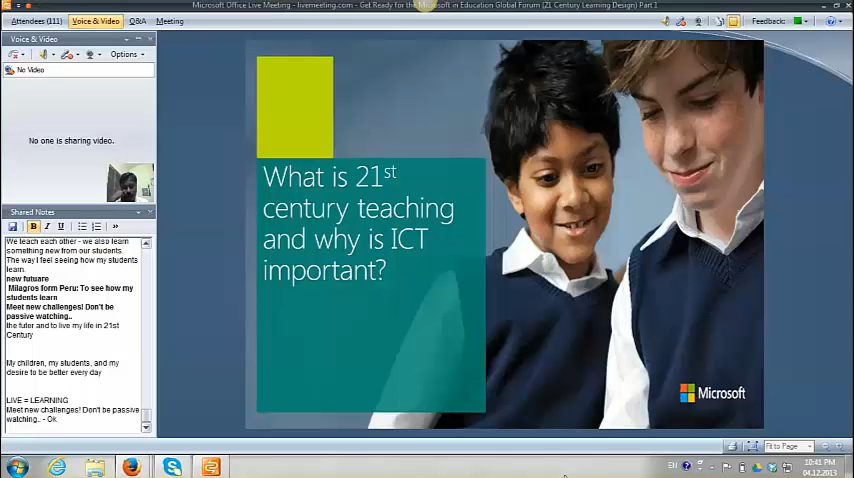 Microsoft Office Live Meeting - livemeeting.com - Get Ready for the Microsoft in Education Global Forum (21 Century Learning Design) Part 1
Attendees (111) Voice & Video Q&A Meeting
Feedback:
Voice & Video
Options
No Video
No one is sharing video.
Shared Notes
B I U
We teach each other - we also learn
something new from our students.
The way I feel seeing how my students
learn.
new futuare
Milagros form Peru: To see how my
students learn
Meet new challenges! Don't be
passive watching..
the futer and to live my life in 21st
Century
My children, my students, and my
desire to be better every day
LIVE = LEARNING
Meet new challenges! Don't be passive
watching.. - Ok
What is 21st
century teaching
and why is ICT
important?
Microsoft
Fit to Page
EN
10:41 PM
04.12.2013